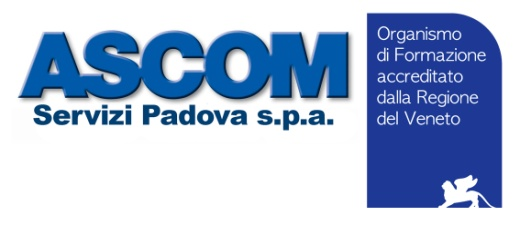 ASCOM
Servizi Padova s.p.a.
Organismo
di Formazione
accreditato
dalla Regione
del Veneto